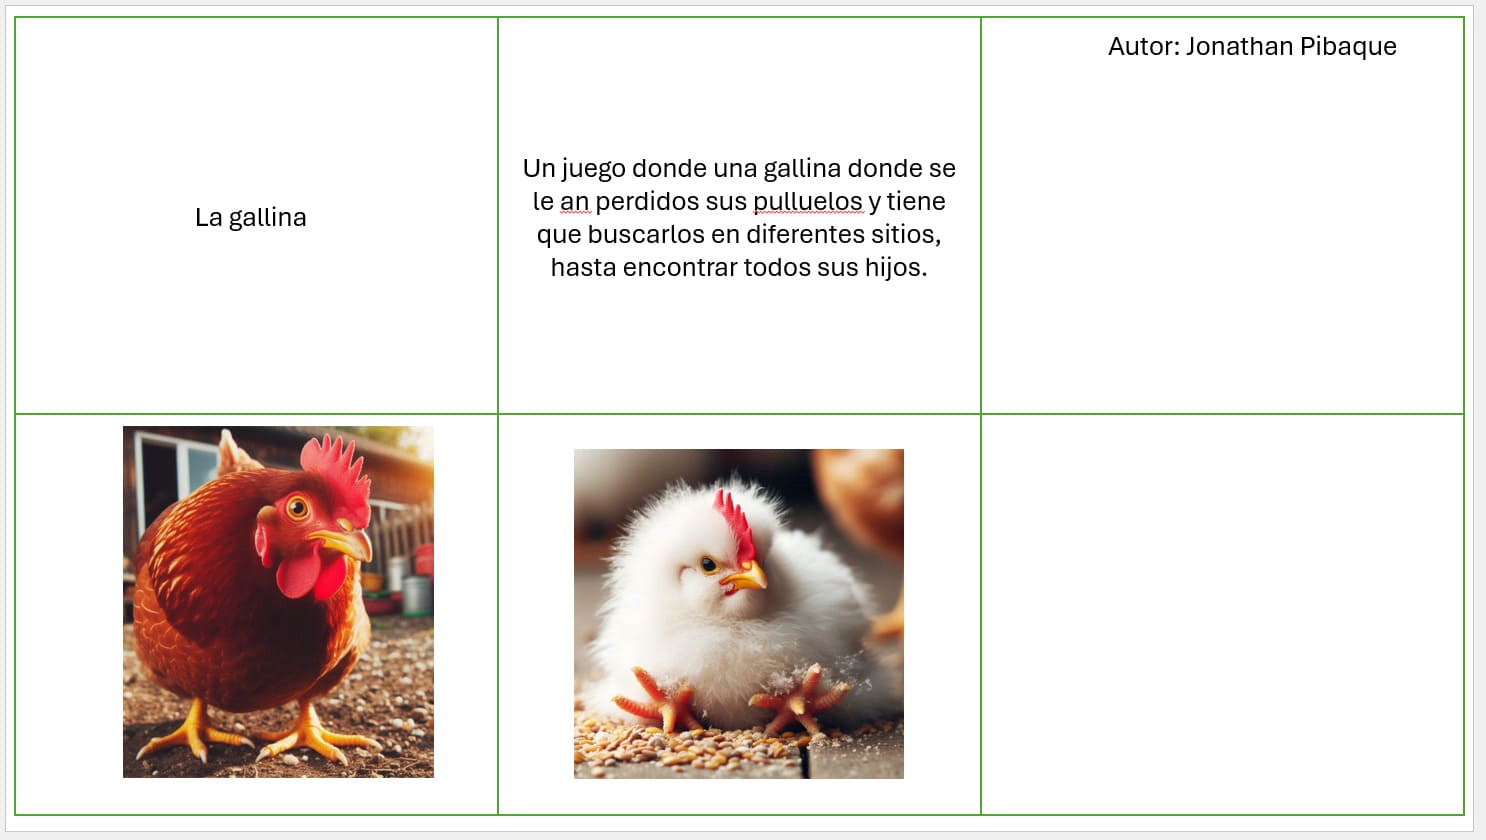 La gallina
Un juego donde una gallina donde se
le an perdidos sus pulluelos y tiene
que buscarlos en diferentes sitios,
hasta encontrar todos sus hijos.
Autor: Jonathan Pibaque